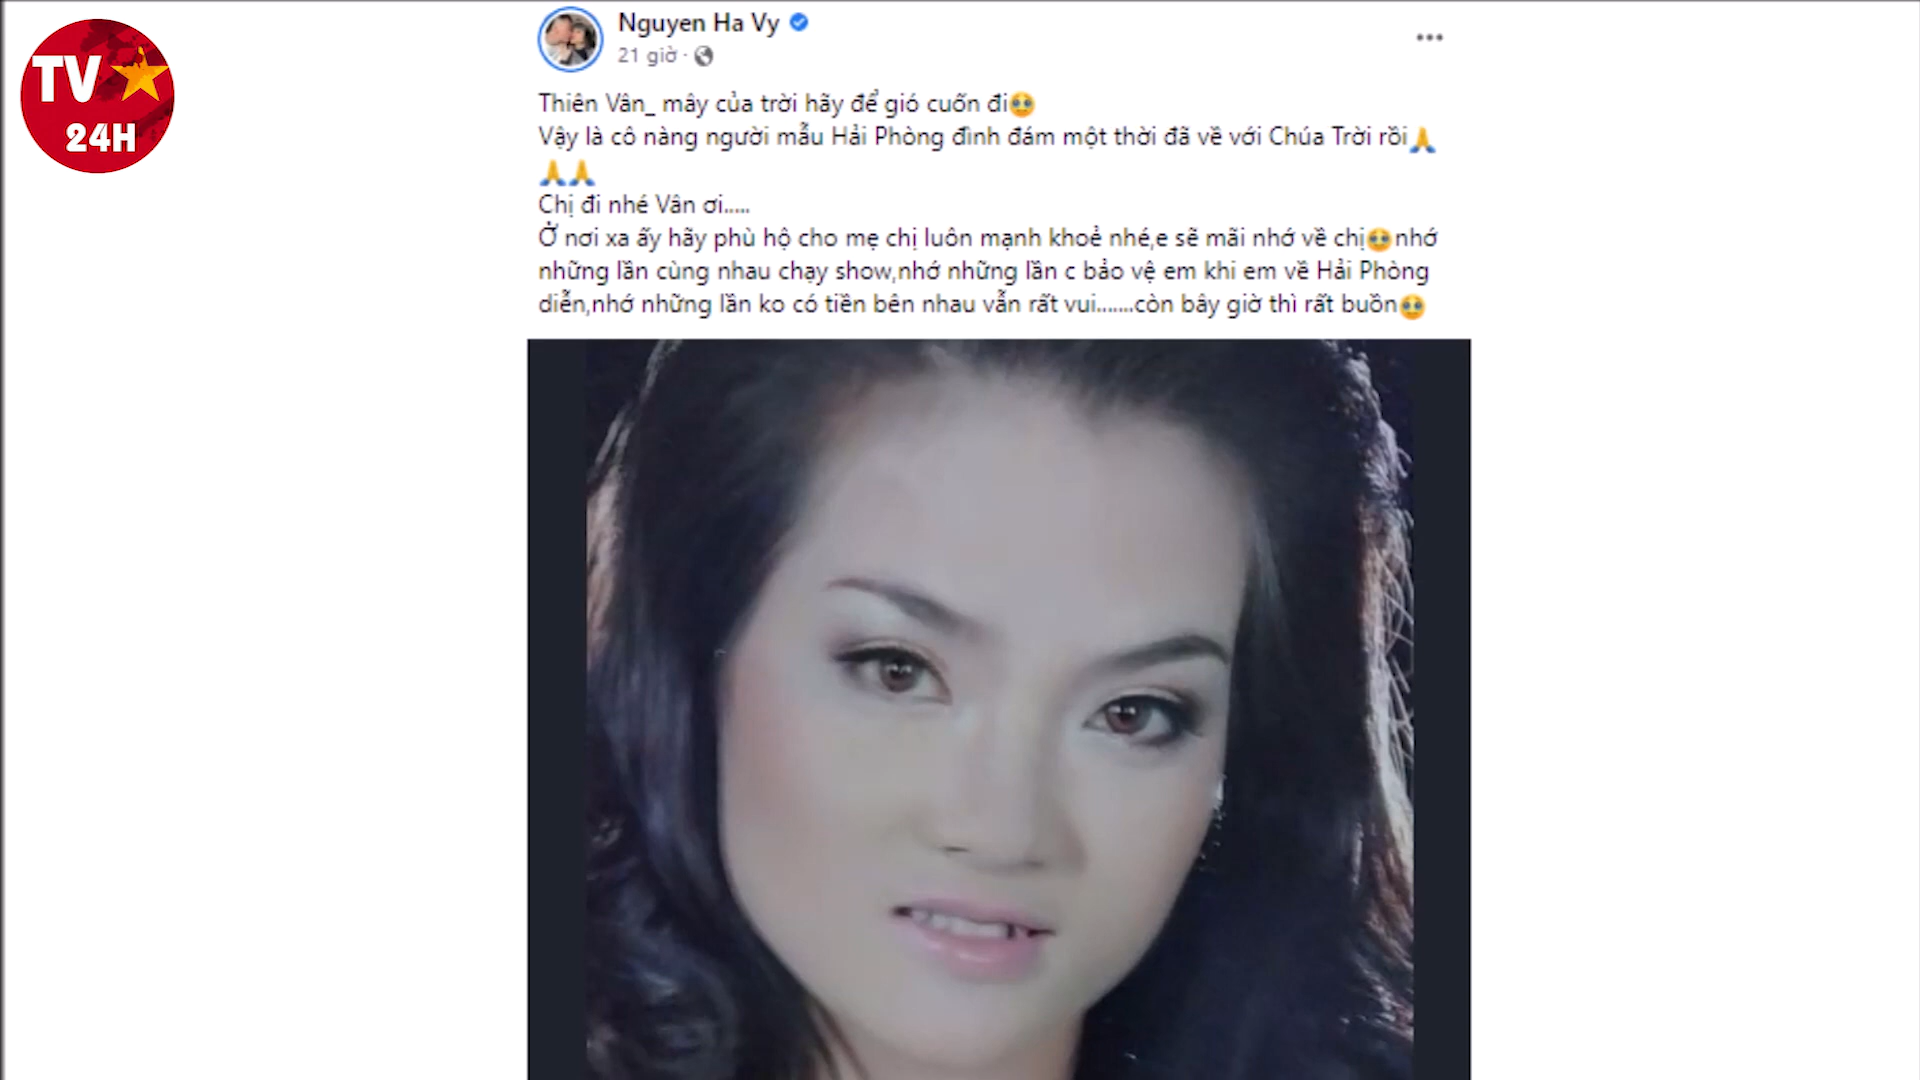 TV
24H
Nguyen Ha Vy
21 giờ ·
Thiên Vân_ mây của trời hãy để gió cuốn đi🥹
Vậy là cô nàng người mẫu Hải Phòng đình đám một thời đã về với Chúa Trời rồi🙏
🙏🙏
Chị đi nhé Vân ơi.....
Ở nơi xa ấy hãy phù hộ cho mẹ chị luôn mạnh khoẻ nhé,e sẽ mãi nhớ về chị🥹nhớ
những lần cùng nhau chạy show,nhớ những lần c bảo vệ em khi em về Hải Phòng
diễn,nhớ những lần ko có tiền bên nhau vẫn rất vui.......còn bây giờ thì rất buồn🥹